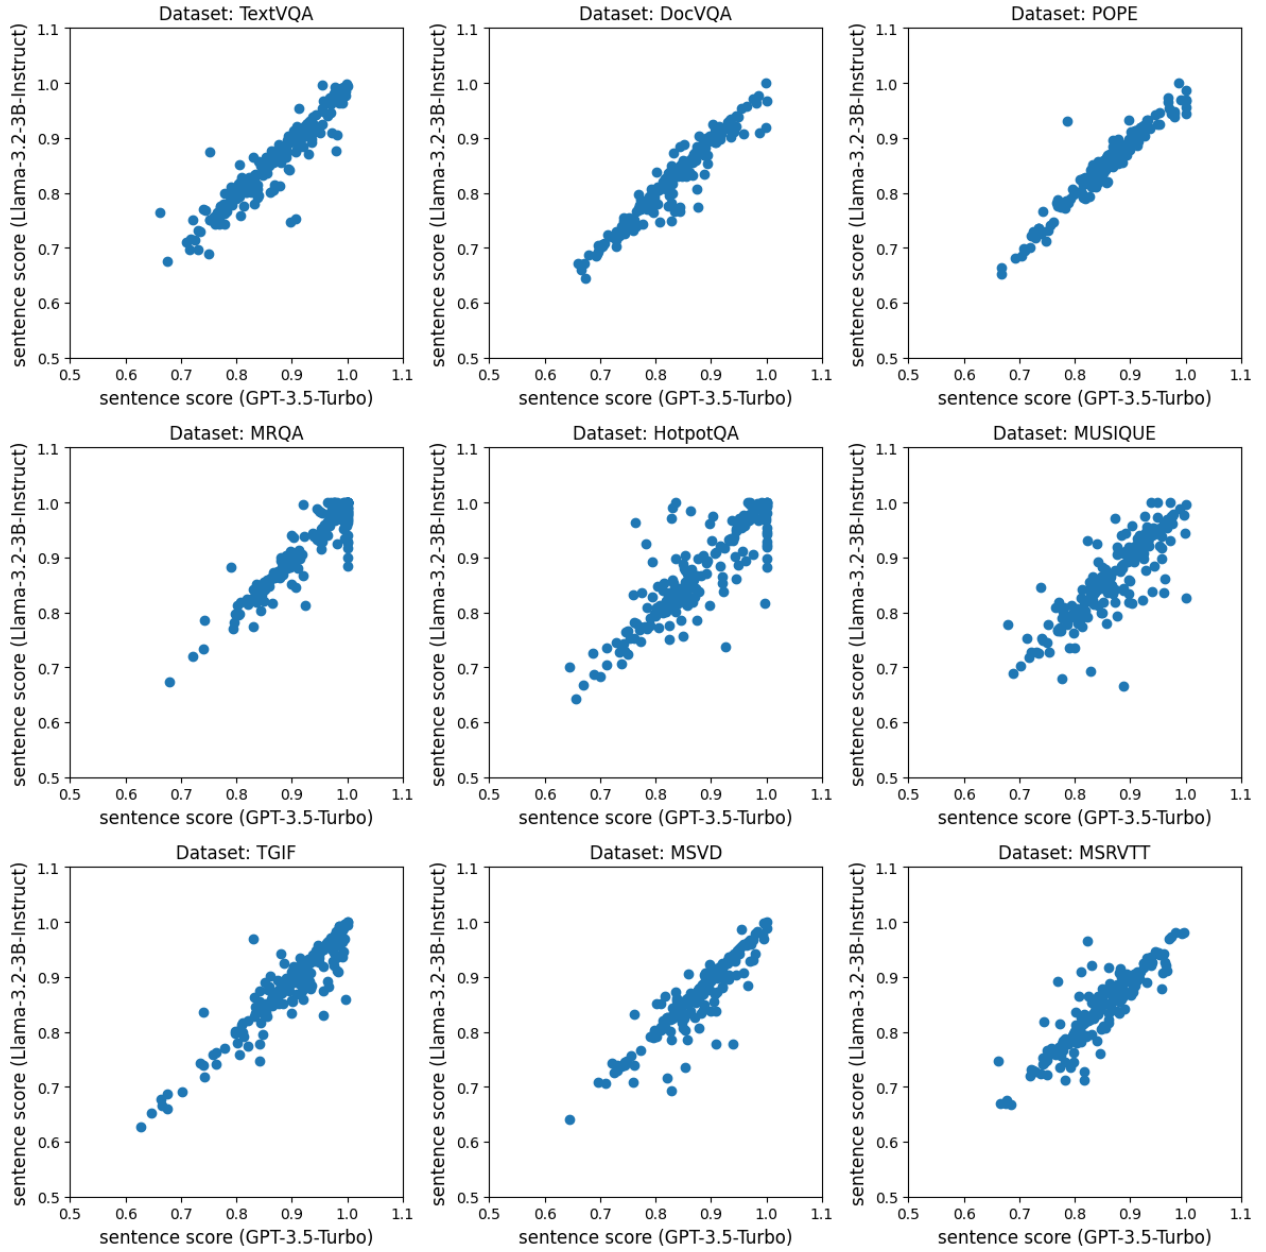 Dataset: TextVQA
sentence score (Llama-3.2-3B-Instruct)
1.1
1.0
0.9
0.8
0.7
0.6
0.5
0.5 0.6 0.7 0.8 0.9 1.0 1.1
sentence score (GPT-3.5-Turbo)
Dataset: DocVQA
sentence score (Llama-3.2-3B-Instruct)
1.1
1.0
0.9
0.8
0.7
0.6
0.5
0.5 0.6 0.7 0.8 0.9 1.0 1.1
sentence score (GPT-3.5-Turbo)
Dataset: POPE
sentence score (Llama-3.2-3B-Instruct)
1.1
1.0
0.9
0.8
0.7
0.6
0.5
0.5 0.6 0.7 0.8 0.9 1.0 1.1
sentence score (GPT-3.5-Turbo)
Dataset: MRQA
sentence score (Llama-3.2-3B-Instruct)
1.1
1.0
0.9
0.8
0.7
0.6
0.5
0.5 0.6 0.7 0.8 0.9 1.0 1.1
sentence score (GPT-3.5-Turbo)
Dataset: HotpotQA
sentence score (Llama-3.2-3B-Instruct)
1.1
1.0
0.9
0.8
0.7
0.6
0.5
0.5 0.6 0.7 0.8 0.9 1.0 1.1
sentence score (GPT-3.5-Turbo)
Dataset: MUSIQUE
sentence score (Llama-3.2-3B-Instruct)
1.1
1.0
0.9
0.8
0.7
0.6
0.5
0.5 0.6 0.7 0.8 0.9 1.0 1.1
sentence score (GPT-3.5-Turbo)
Dataset: TGIF
sentence score (Llama-3.2-3B-Instruct)
1.1
1.0
0.9
0.8
0.7
0.6
0.5
0.5 0.6 0.7 0.8 0.9 1.0 1.1
sentence score (GPT-3.5-Turbo)
Dataset: MSVD
sentence score (Llama-3.2-3B-Instruct)
1.1
1.0
0.9
0.8
0.7
0.6
0.5
0.5 0.6 0.7 0.8 0.9 1.0 1.1
sentence score (GPT-3.5-Turbo)
Dataset: MSRVTT
sentence score (Llama-3.2-3B-Instruct)
1.1
1.0
0.9
0.8
0.7
0.6
0.5
0.5 0.6 0.7 0.8 0.9 1.0 1.1
sentence score (GPT-3.5-Turbo)